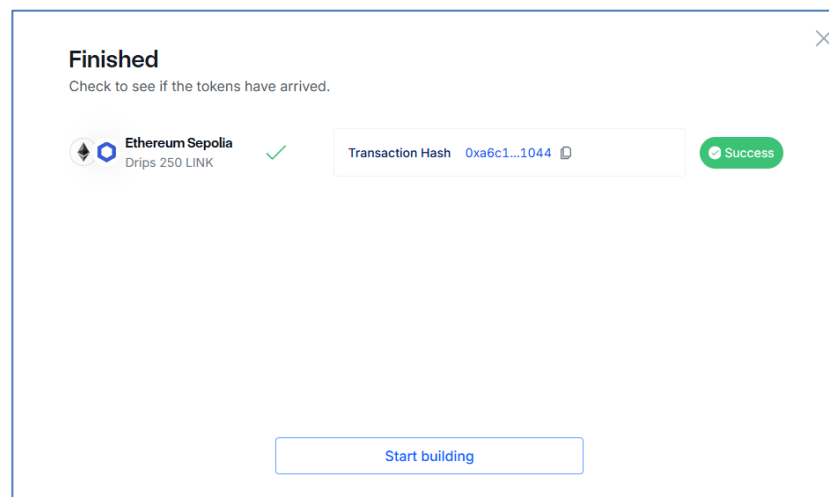 Finished
Check to see if the tokens have arrived.
Ethereum Sepolia
Drips 250 LINK
Transaction Hash 0xa6c1...1044
Success
Start building